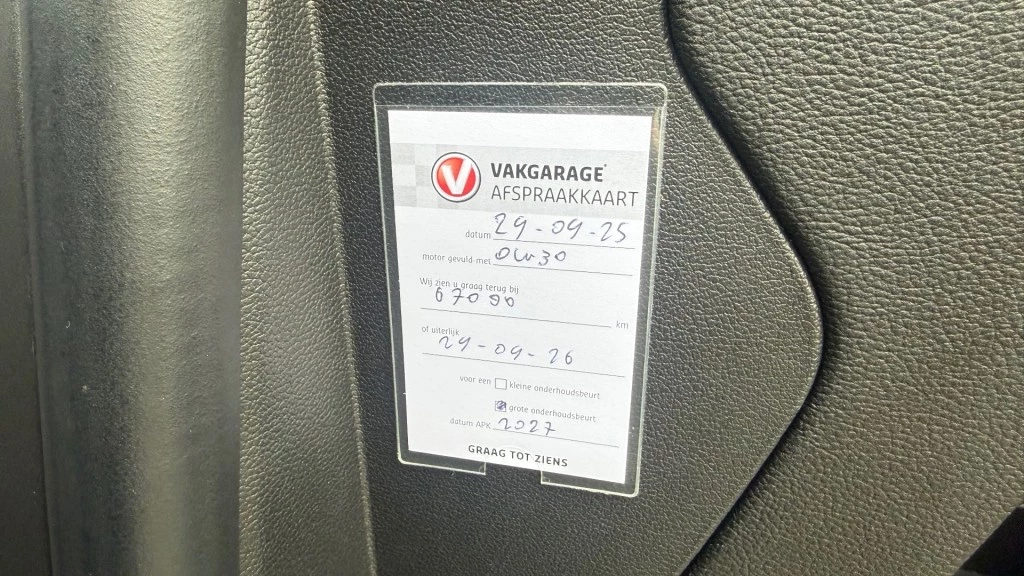 V VAKGARAGE
AFSPRAAKKAART
datum 29-09-25
motor gevuld met 0w30
Wij zien u graag terug bij
67000 km
of uiterlijk
29-09-26
voor een kleine onderhoudsbeurt
grote onderhoudsbeurt
datum APK 2027
GRAAG TOT ZIENS